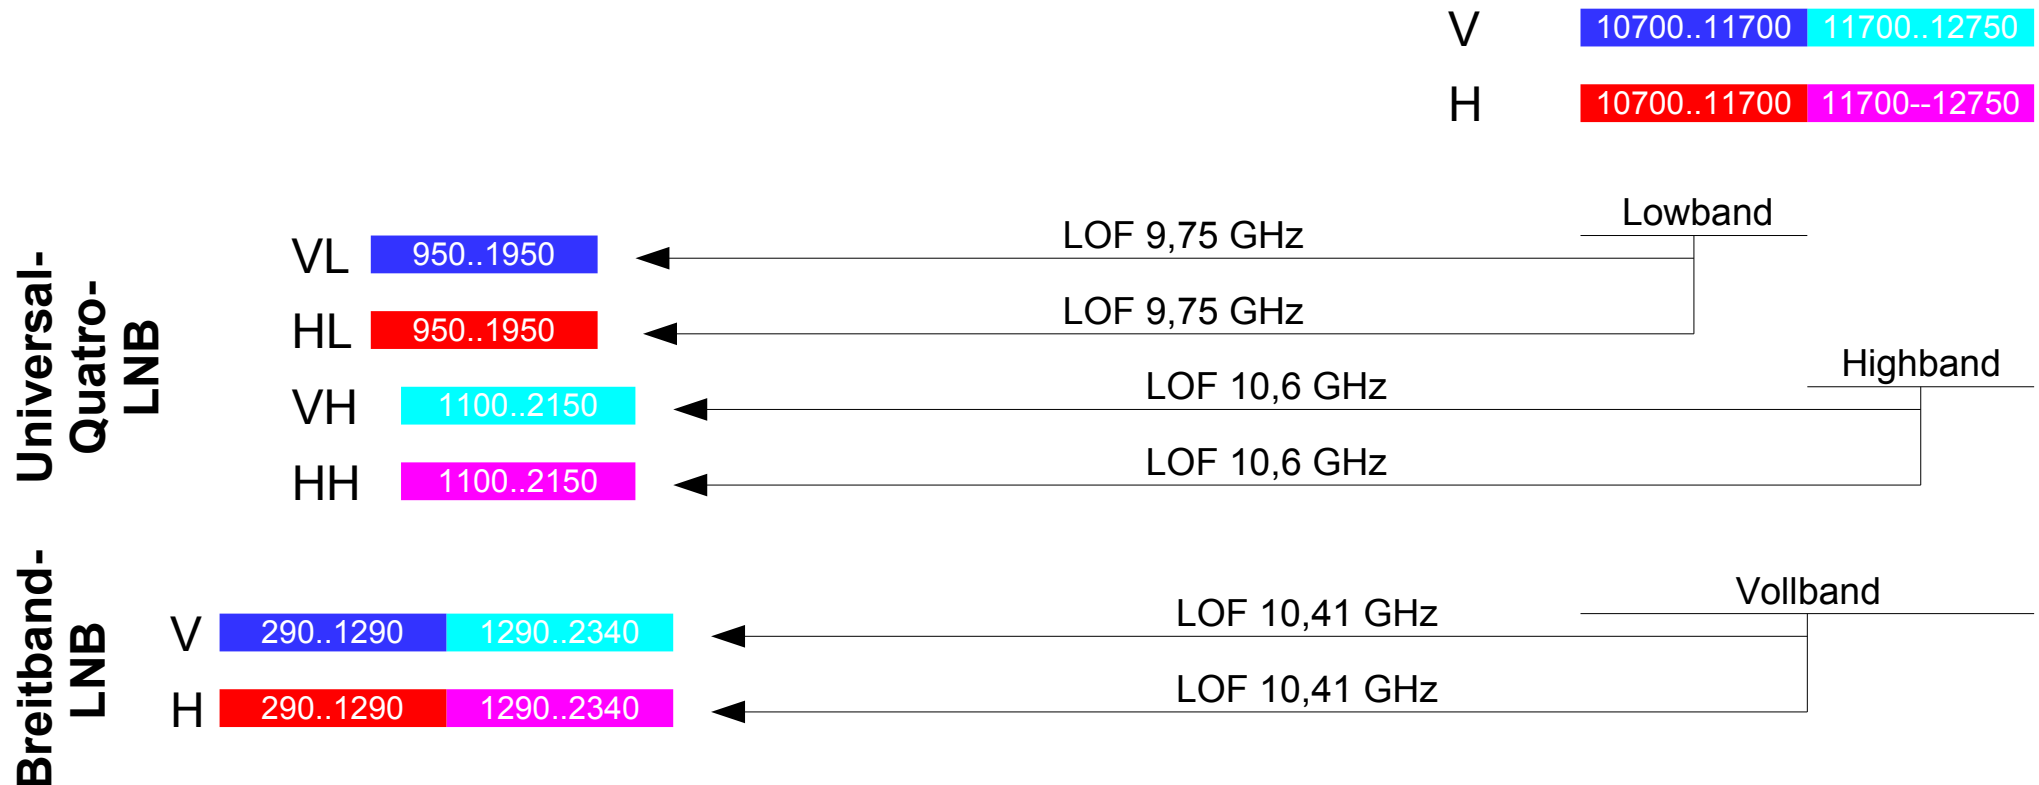 V 10700..11700 11700..12750
H 10700..11700 11700--12750
Universal-
Quatro-
LNB
Lowband
VL 950..1950 LOF 9,75 GHz
HL 950..1950 LOF 9,75 GHz
Highband
VH 1100..2150 LOF 10,6 GHz
HH 1100..2150 LOF 10,6 GHz
Breitband-
LNB
Vollband
V 290..1290 1290..2340 LOF 10,41 GHz
H 290..1290 1290..2340 LOF 10,41 GHz